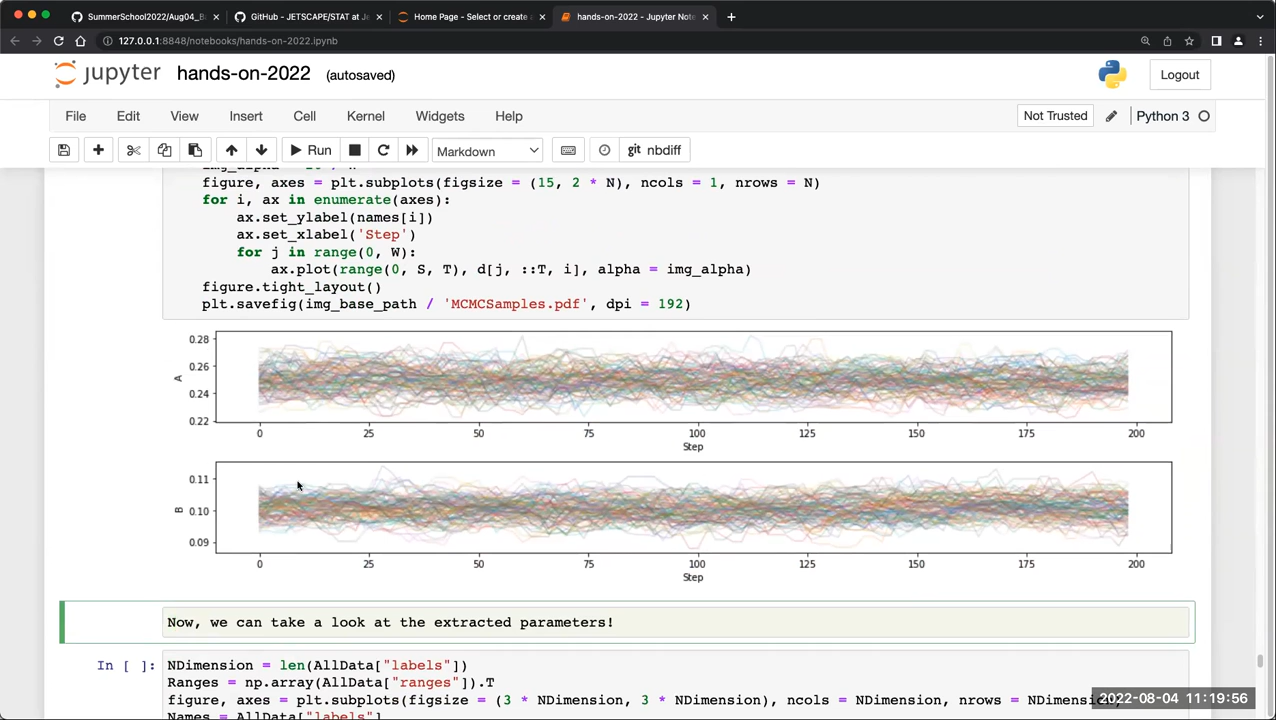 SummerSchool2022/Aug04_B
GitHub - JETSCAPE/STAT at Je
Home Page - Select or create a
hands-on-2022 - Jupyter Note
127.0.0.1:8848/notebooks/hands-on-2022.ipynb
jupyter hands-on-2022 (autosaved)
Logout
File Edit View Insert Cell Kernel Widgets Help
Not Trusted
Python 3
Run
Markdown
git nbdiff
figure, axes = plt.subplots(figsize = (15, 2 * N), ncols = 1, nrows = N)
for i, ax in enumerate(axes):
ax.set_ylabel(names[i])
ax.set_xlabel('Step')
for j in range(0, W):
ax.plot(range(0, S, T), d[j, ::T, i], alpha = img_alpha)
figure.tight_layout()
plt.savefig(img_base_path / 'MCMCSamples.pdf', dpi = 192)
0.28
0.26
A
0.24
0.22
0 25 50 75 100 125 150 175 200
Step
0.11
B 0.10
0.09
0 25 50 75 100 125 150 175 200
Step
Now, we can take a look at the extracted parameters!
In [ ]: NDimension = len(AllData["labels"])
Ranges = np.array(AllData["ranges"]).T
figure, axes = plt.subplots(figsize = (3 * NDimension, 3 * NDimension), ncols = NDimension, nrows = NDimension,
2022-08-04 11:19:56
Names = AllData["labels"]